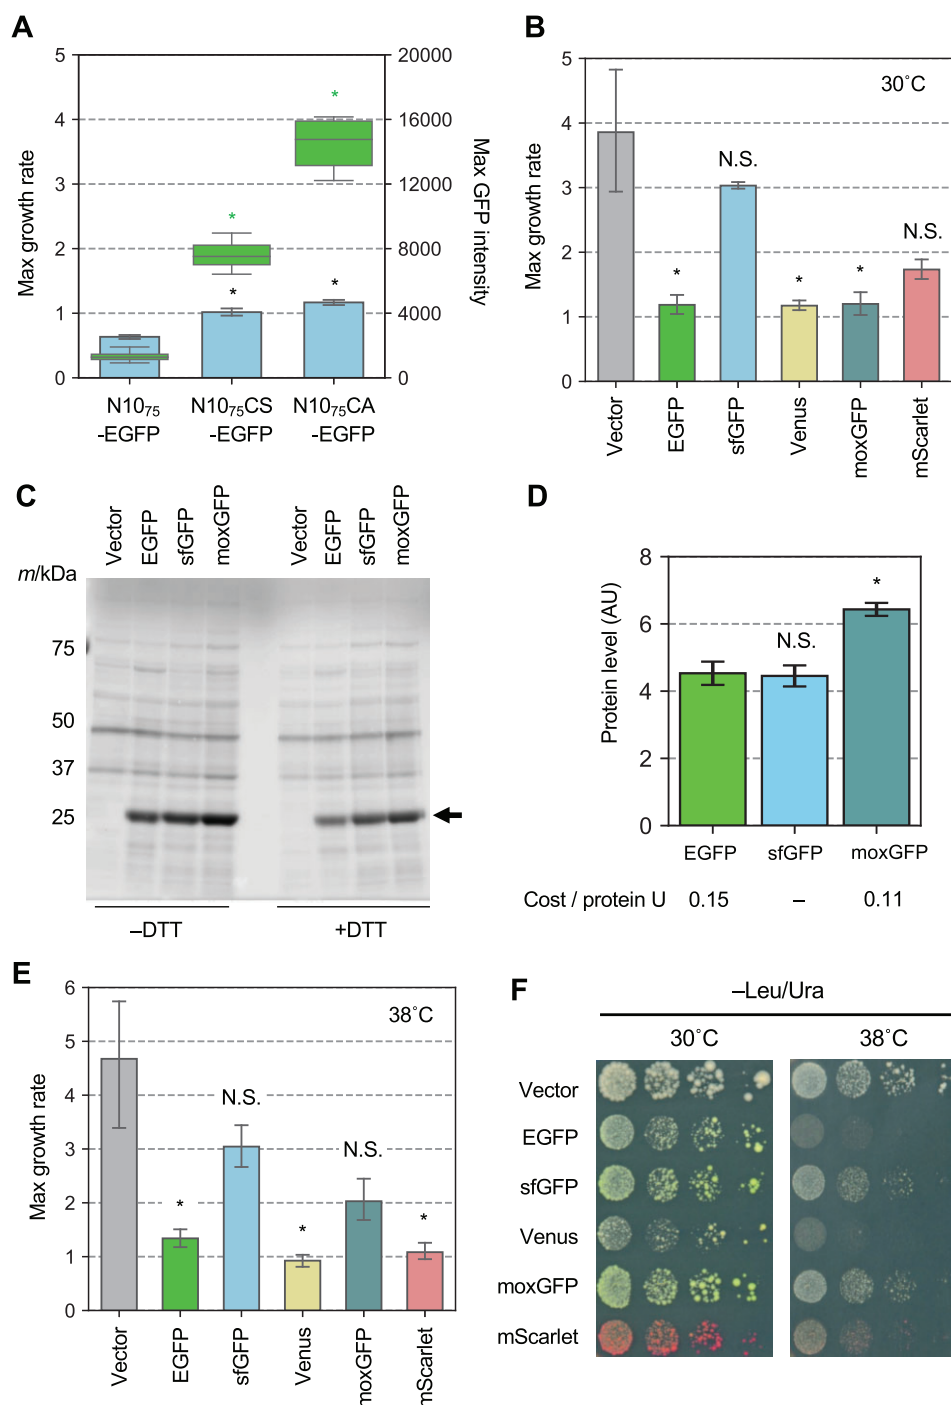 A
5
4
3
2
1
0
Max growth rate
20000
16000
12000
8000
4000
0
Max GFP intensity
*
*
*
*
N10₇₅
-EGFP
N10₇₅CS
-EGFP
N10₇₅CA
-EGFP
B
30˚C
5
4
3
2
1
0
Max growth rate
*
N.S.
*
*
N.S.
Vector
EGFP
sfGFP
Venus
moxGFP
mScarlet
C
Vector
EGFP
sfGFP
moxGFP
Vector
EGFP
sfGFP
moxGFP
m/kDa
75
50
37
25
–DTT
+DTT
D
8
6
4
2
0
Protein level (AU)
N.S.
*
EGFP
sfGFP
moxGFP
Cost / protein U 0.15 – 0.11
E
38˚C
6
5
4
3
2
1
0
Max growth rate
*
N.S.
*
N.S.
*
Vector
EGFP
sfGFP
Venus
moxGFP
mScarlet
F
–Leu/Ura
30˚C
38˚C
Vector
EGFP
sfGFP
Venus
moxGFP
mScarlet